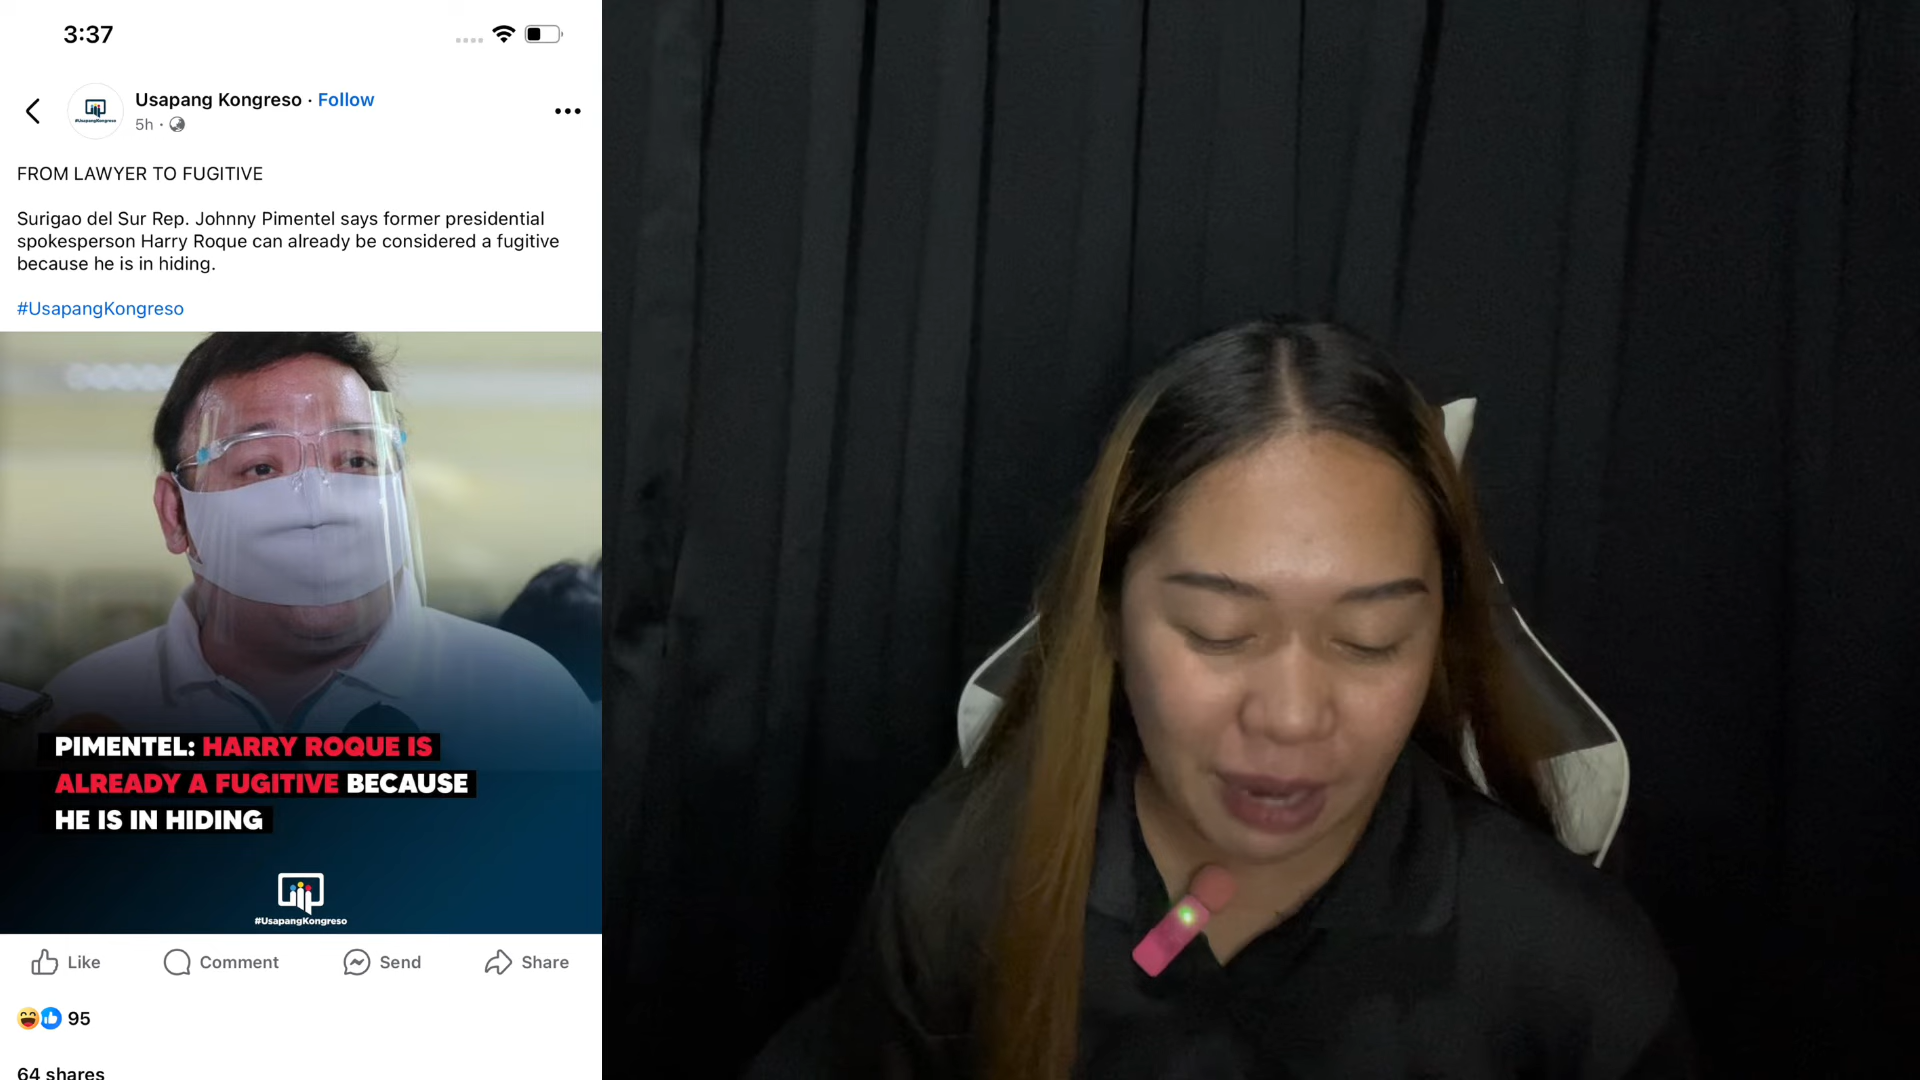 3:37
Usapang Kongreso · Follow
5h ·
FROM LAWYER TO FUGITIVE
Surigao del Sur Rep. Johnny Pimentel says former presidential
spokesperson Harry Roque can already be considered a fugitive
because he is in hiding.
#UsapangKongreso
PIMENTEL: HARRY ROQUE IS
ALREADY A FUGITIVE BECAUSE
HE IS IN HIDING
#UsapangKongreso
Like
Comment
Send
Share
95
64 shares